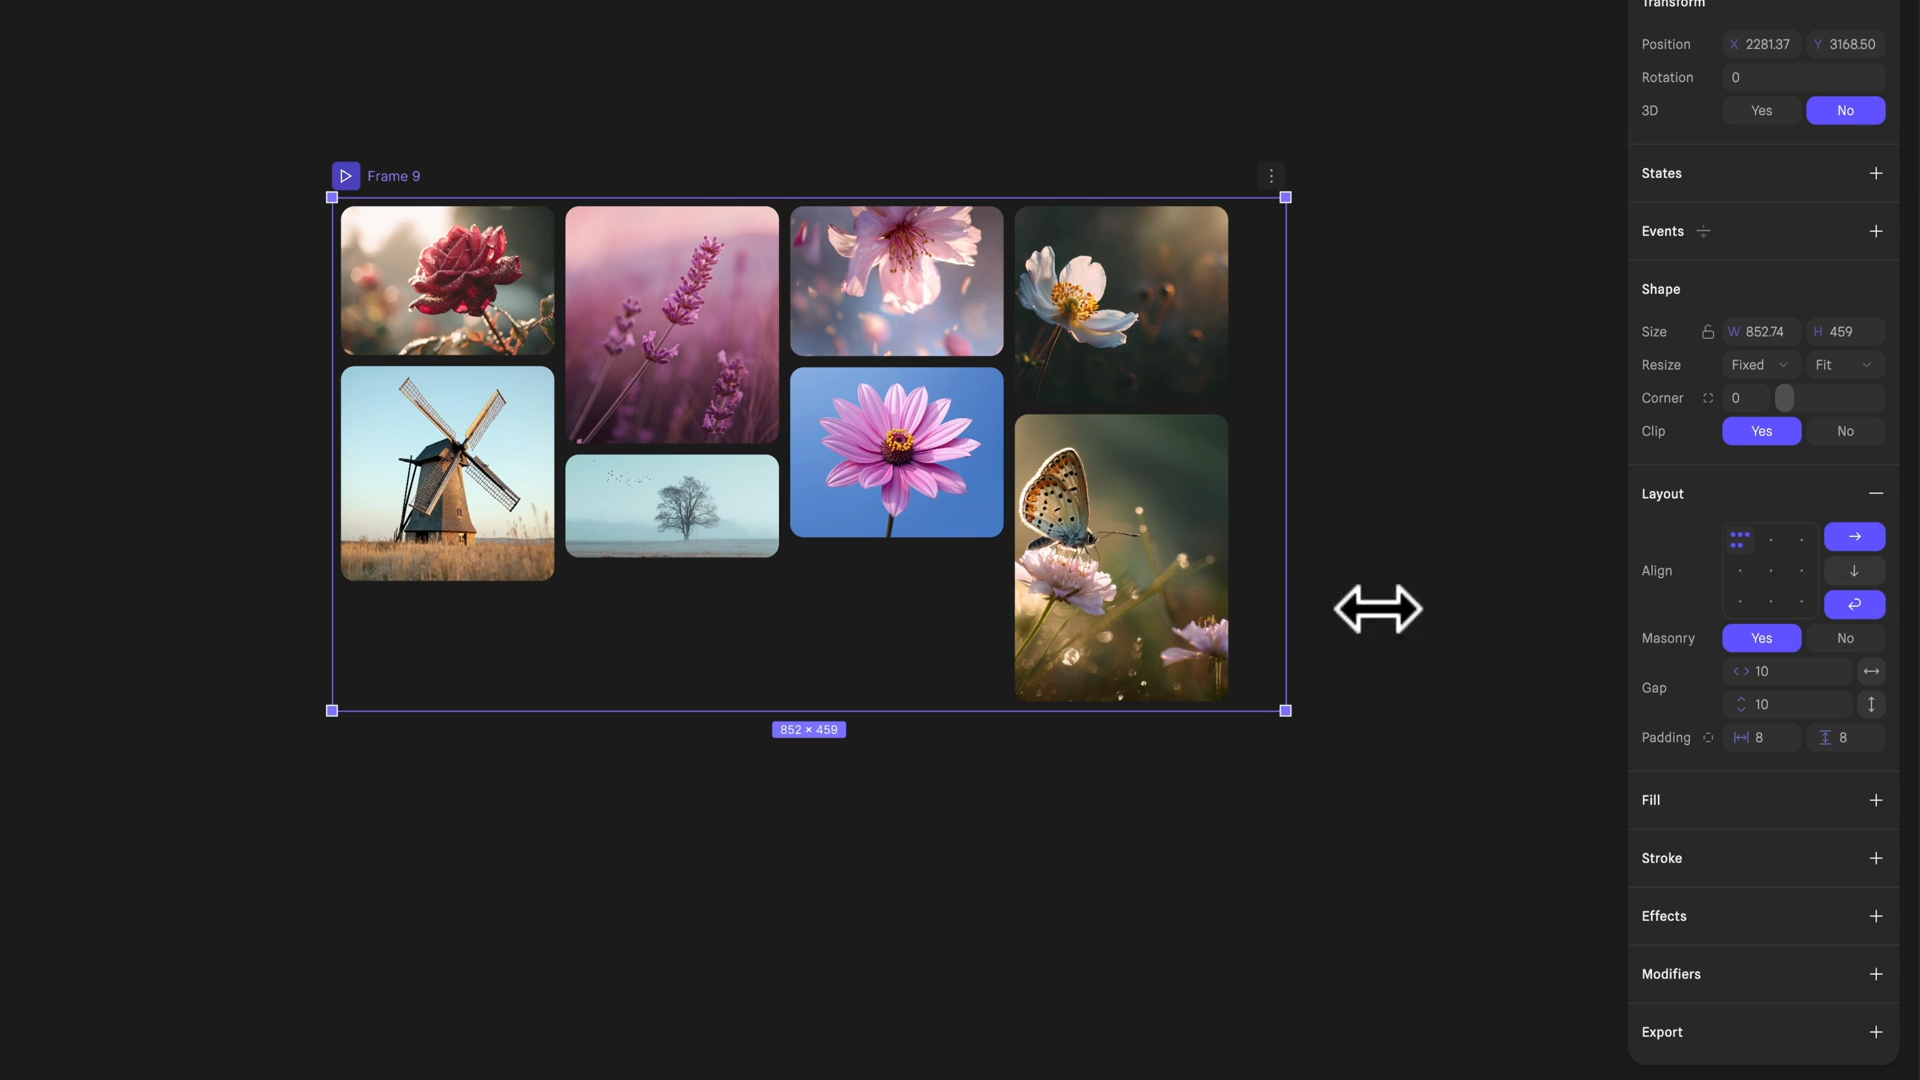 Transform
Position X 2281.37 Y 3168.50
Rotation 0
3D Yes No
Frame 9
States
Events
Shape
Size W 852.74 H 459
Resize Fixed Fit
Corner 0
Clip Yes No
Layout
Align
Masonry Yes No
Gap 10
10
Padding 8 8
852 × 459
Fill
Stroke
Effects
Modifiers
Export